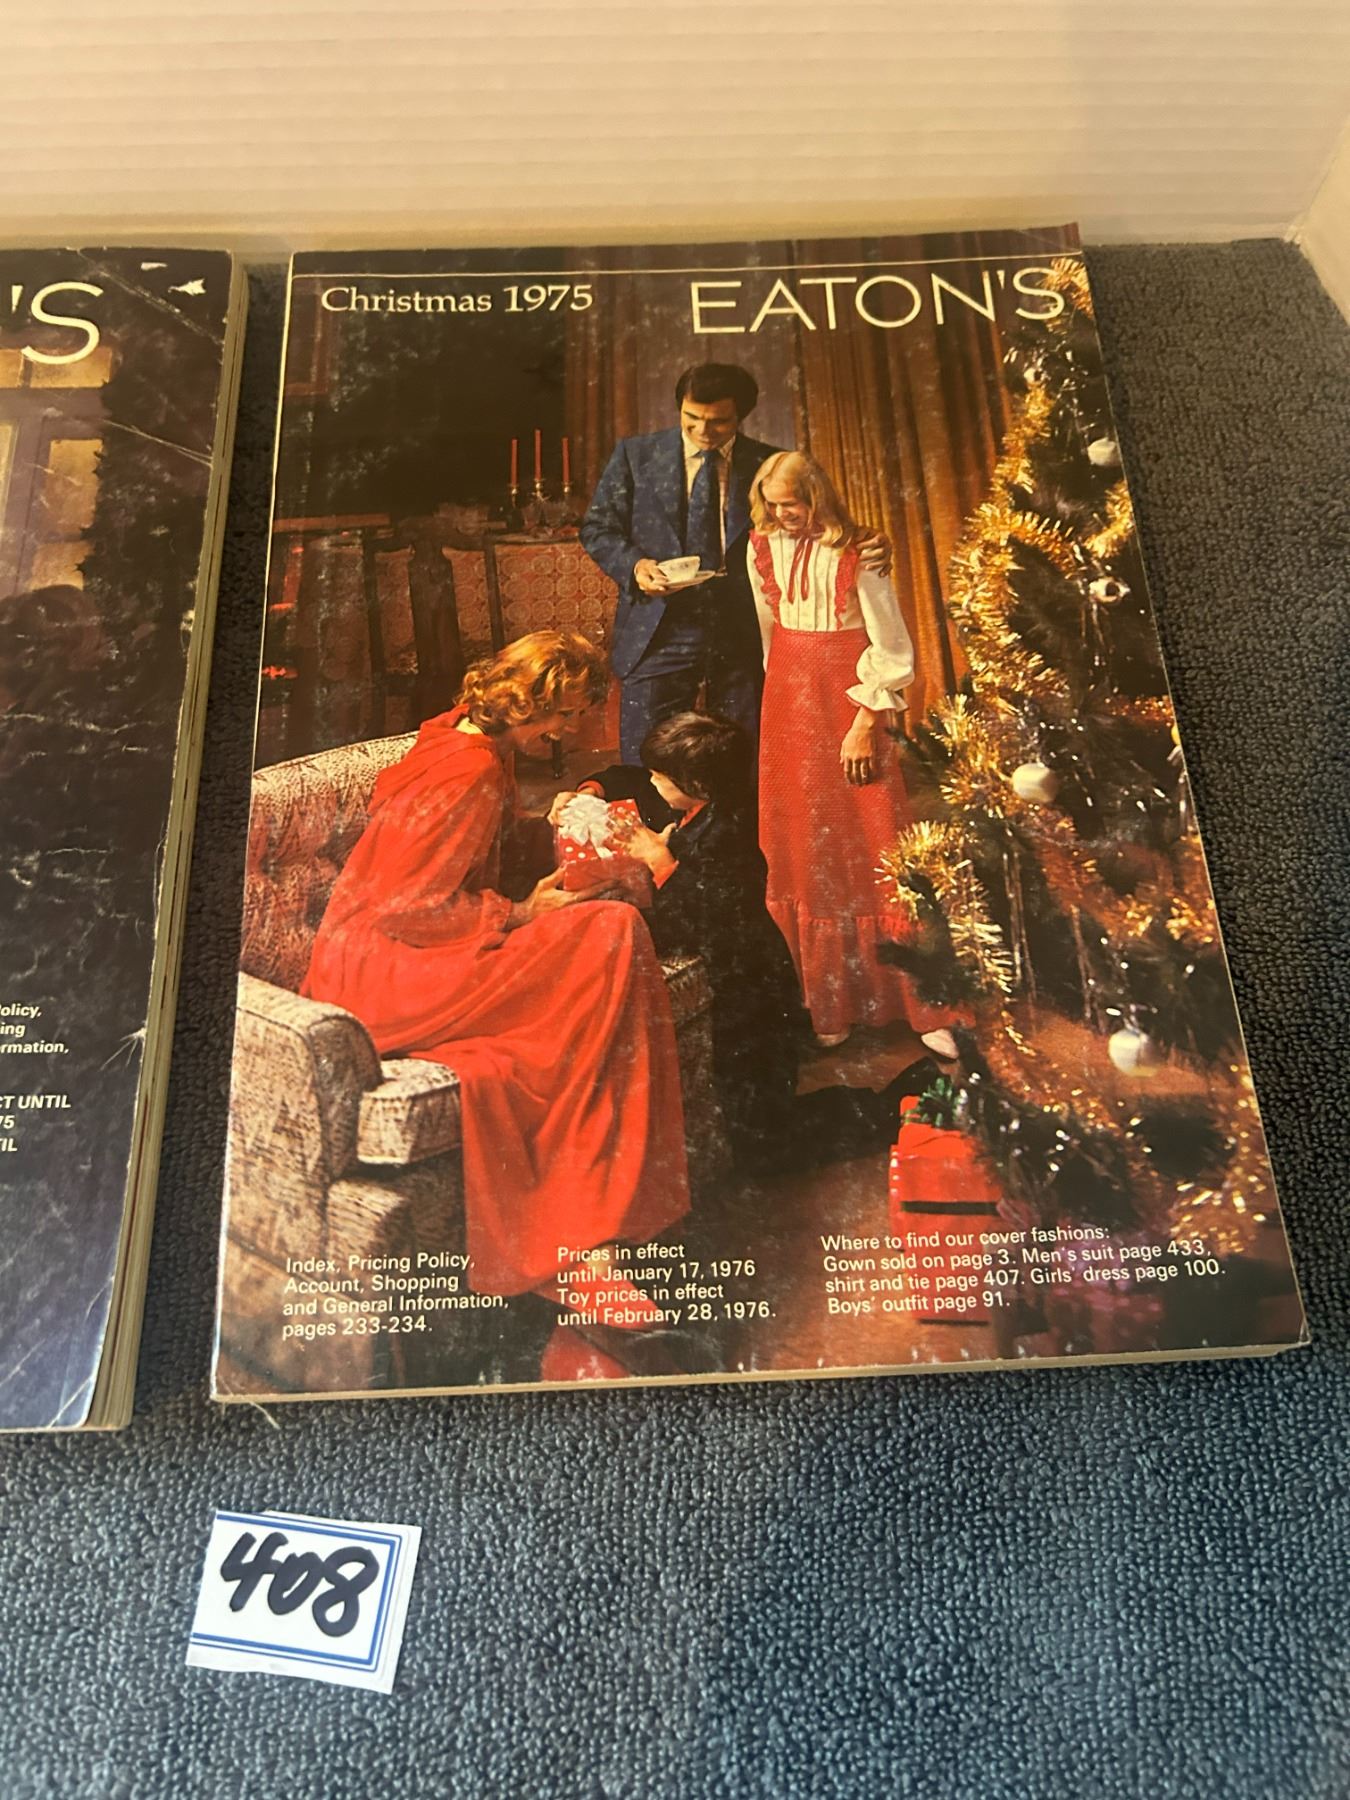 'S
olicy,
ing
rmation,
CT UNTIL
75
TIL
Christmas 1975
EATON'S
Index, Pricing Policy,
Account, Shopping
and General Information,
pages 233-234.
Prices in effect
until January 17, 1976
Toy prices in effect
until February 28, 1976.
Where to find our cover fashions:
Gown sold on page 3. Men's suit page 433,
shirt and tie page 407. Girls' dress page 100.
Boys' outfit page 91.
408